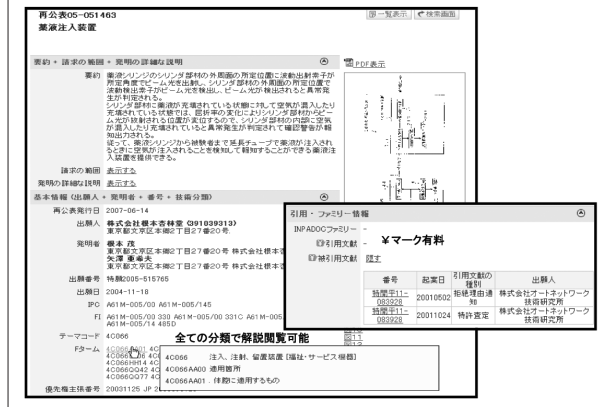 再公表05-051463
薬液注入装置
一覧表示 検索画面
要約 + 請求の範囲 + 発明の詳細な説明
PDF表示
要約 薬液シリンジのシリンダ部材の外周面の所定位置に波動出射素子が
所定角度でビーム光を出射し、シリンダ部材の内周面の所定位置で
波動検出素子がビーム光を検出し、ビーム光が検出されると異常発
生が判定される。
シリンダ部材に薬液が充填されている状態に対して空気が混入したり
充填されている状態では、屈折率の変化によりシリンダ部材からビー
ム光が放射される位置が変位するので、シリンダ部材の内部に空気
が混入したり充填されていると異常発生が判定されて確認警告が報
知出力される。
従って、薬液シリンジから被験者まで延長チューブで薬液が注入され
るときに空気が注入されることを検知して報知することができる薬液注
入装置を提供できる。
請求の範囲 表示する
発明の詳細な説明 表示する
基本情報 (出願人 + 発明者 + 番号 + 技術分類)
再公表発行日 2007-06-14
出願人 株式会社根本杏林堂 (391039313)
東京都文京区本郷2丁目27番20号
発明者 根本 茂
東京都文京区本郷2丁目27番20号 株式会社根本杏
矢澤 亜希夫
東京都文京区本郷2丁目27番20号 株式会社根本杏
出願番号 特願2005-515765
出願日 2004-11-18
IPC A61M-005/00 A61M-005/145
FI A61M-005/00 330 A61M-005/00 331C A61M-005/
A61M-005/14 485D
テーマコード 4C066
Fターム 4C066AA01 4C
4C066
4C066HH14 4C
4C066QQ42 4C
4C066QQ77 4C
優先権主張番号 20031125 JP
引用・ファミリー情報
INPADOCファミリー -
引用文献 -
被引用文献 隠す
¥マーク有料
番号 起案日 引用文献の種別 出願人
特開平11-083928 20010502 拒絶理由通知 株式会社オートネットワーク技術研究所
特開平11-083928 20011024 特許査定 株式会社オートネットワーク技術研究所
図11
全ての分類で解説閲覧可能
4C066 注入、注射、留置装置 [福祉・サービス機器]
4C066AA00 適用箇所
4C066AA01 . 体腔に適用するもの